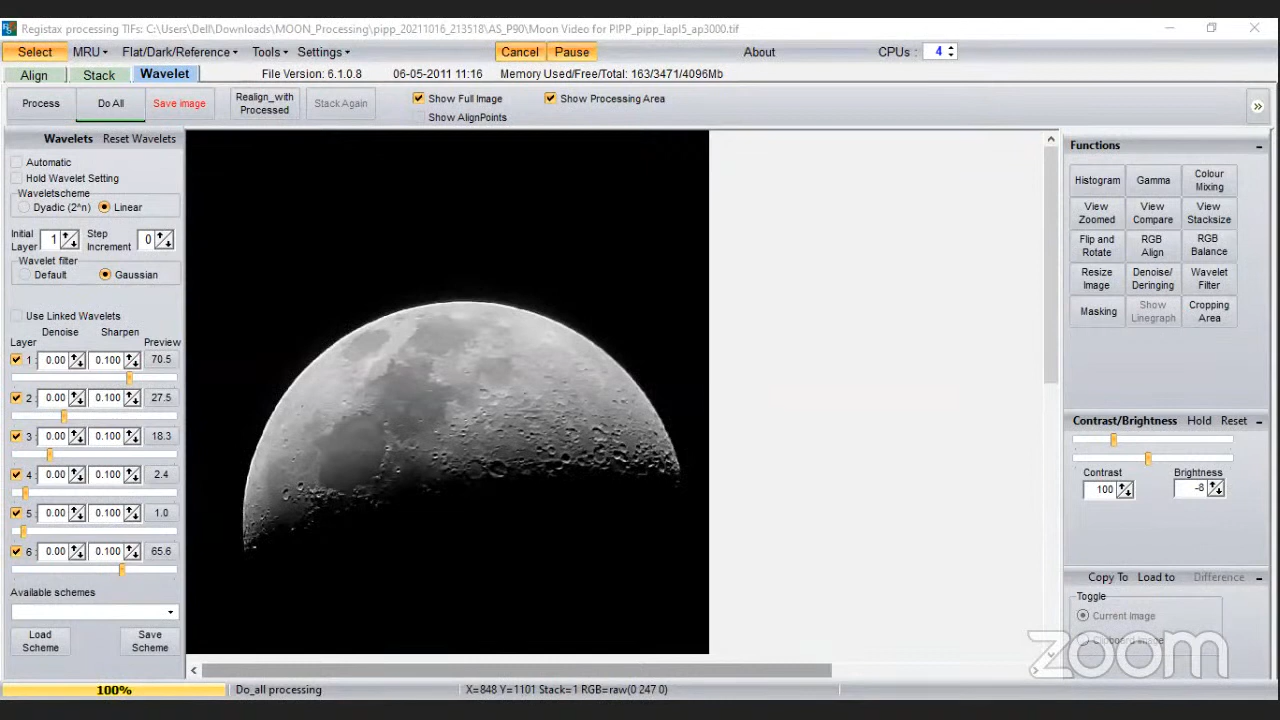 Registax processing TIFs: C:\Users\Dell\Downloads\MOON_Processing\pipp_20211016_213518\AS_P90\Moon Video for PIPP_pipp_lapl5_ap3000.tif
Select MRU Flat/Dark/Reference Tools Settings Cancel Pause About CPUs : 4
Align Stack Wavelet File Version: 6.1.0.8 06-05-2011 11:16 Memory Used/Free/Total: 163/3471/4096Mb
Process Do All Save image Realign_with Processed Stack Again Show Full Image Show Processing Area
Show AlignPoints
Wavelets Reset Wavelets
Automatic
Hold Wavelet Setting
Waveletscheme
Dyadic (2^n) Linear
Initial Layer 1 Step Increment 0
Wavelet filter
Default Gaussian
Use Linked Wavelets
Denoise Sharpen
Layer Preview
1 : 0.00 0.100 70.5
2 : 0.00 0.100 27.5
3 : 0.00 0.100 18.3
4 : 0.00 0.100 2.4
5 : 0.00 0.100 1.0
6 : 0.00 0.100 65.6
Available schemes
Load Scheme Save Scheme
Functions
Histogram Gamma Colour Mixing
View Zoomed View Compare View Stacksize
Flip and Rotate RGB Align RGB Balance
Resize Image Denoise/Deringing Wavelet Filter
Masking Show Linegraph Cropping Area
Contrast/Brightness Hold Reset
Contrast Brightness
100 -8
Copy To Load to Difference
Toggle
Current Image
Clipboard Image
zoom
100% Do_all processing X=848 Y=1101 Stack=1 RGB=raw(0 247 0)